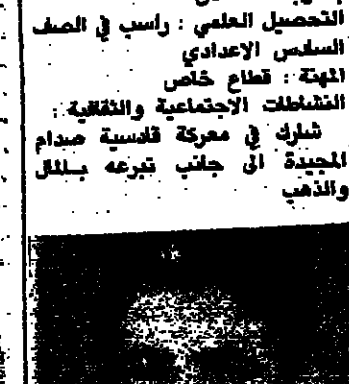 التحصيل العلمي : راسب في الصف
السادس الاعدادي
المهنة : قطاع خاص
النشاطات الاجتماعية والثقافية :
شارك في معركة قادسية صدام
المجيدة الى جانب تبرعه بالمال
والذهب